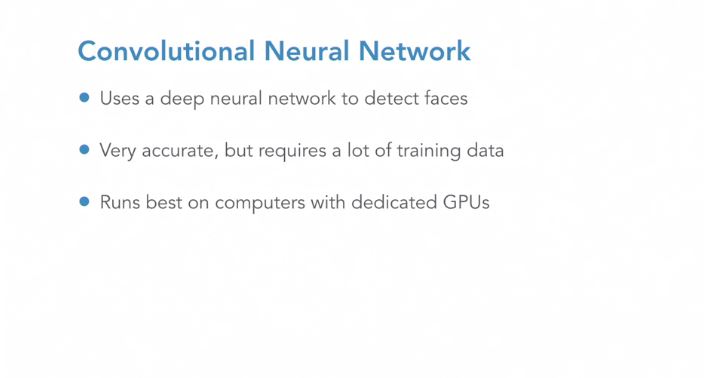 Convolutional Neural Network
Uses a deep neural network to detect faces
Very accurate, but requires a lot of training data
Runs best on computers with dedicated GPUs